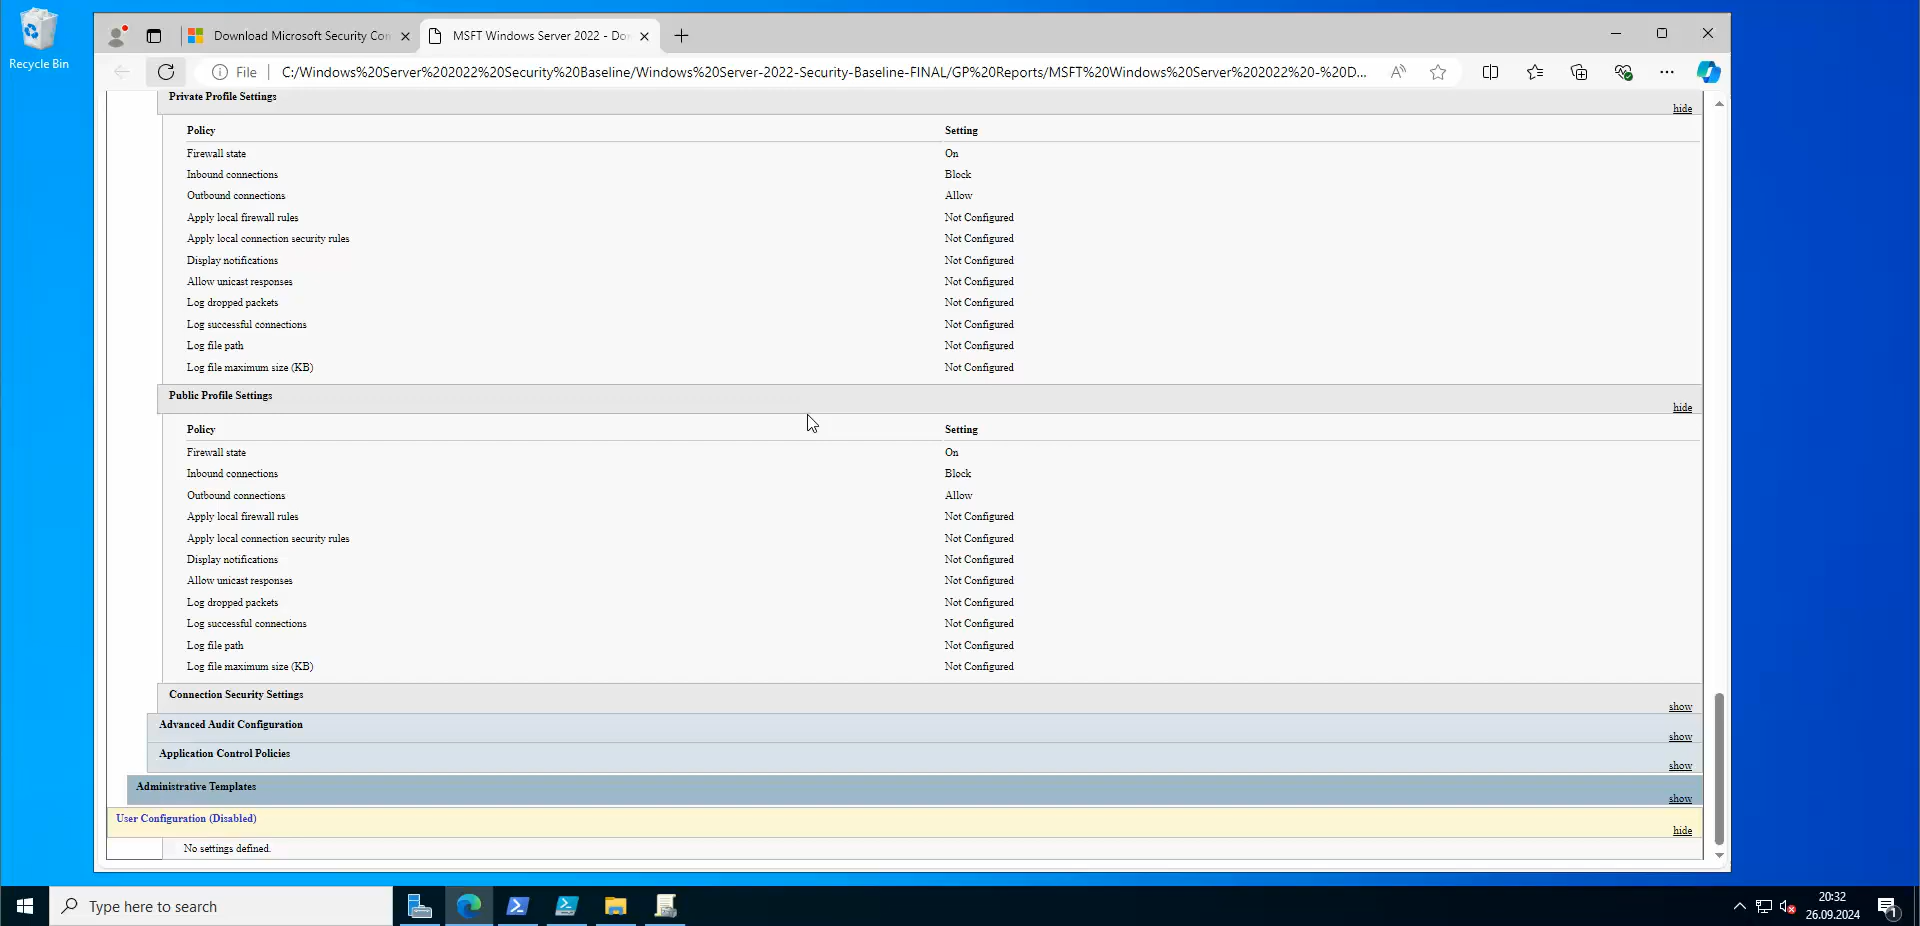 Recycle Bin
Download Microsoft Security Con
MSFT Windows Server 2022 - Do
File
C:/Windows%20Server%202022%20Security%20Baseline/Windows%20Server-2022-Security-Baseline-FINAL/GP%20Reports/MSFT%20Windows%20Server%202022%20-%20D...
Private Profile Settings
hide
Policy Setting
Firewall state On
Inbound connections Block
Outbound connections Allow
Apply local firewall rules Not Configured
Apply local connection security rules Not Configured
Display notifications Not Configured
Allow unicast responses Not Configured
Log dropped packets Not Configured
Log successful connections Not Configured
Log file path Not Configured
Log file maximum size (KB) Not Configured
Public Profile Settings
hide
Policy Setting
Firewall state On
Inbound connections Block
Outbound connections Allow
Apply local firewall rules Not Configured
Apply local connection security rules Not Configured
Display notifications Not Configured
Allow unicast responses Not Configured
Log dropped packets Not Configured
Log successful connections Not Configured
Log file path Not Configured
Log file maximum size (KB) Not Configured
Connection Security Settings
show
Advanced Audit Configuration
show
Application Control Policies
show
Administrative Templates
show
User Configuration (Disabled)
hide
No settings defined.
Type here to search
20:32
26.09.2024
1